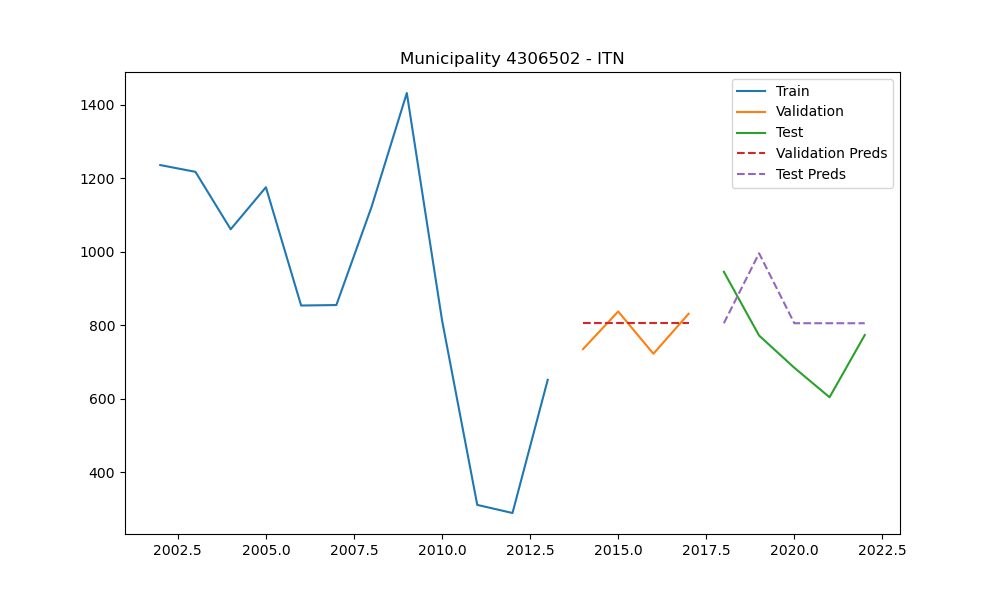 Municipality 4306502 - ITN
Train
Validation
Test
Validation Preds
Test Preds
1400
1200
1000
800
600
400
2002.5 2005.0 2007.5 2010.0 2012.5 2015.0 2017.5 2020.0 2022.5